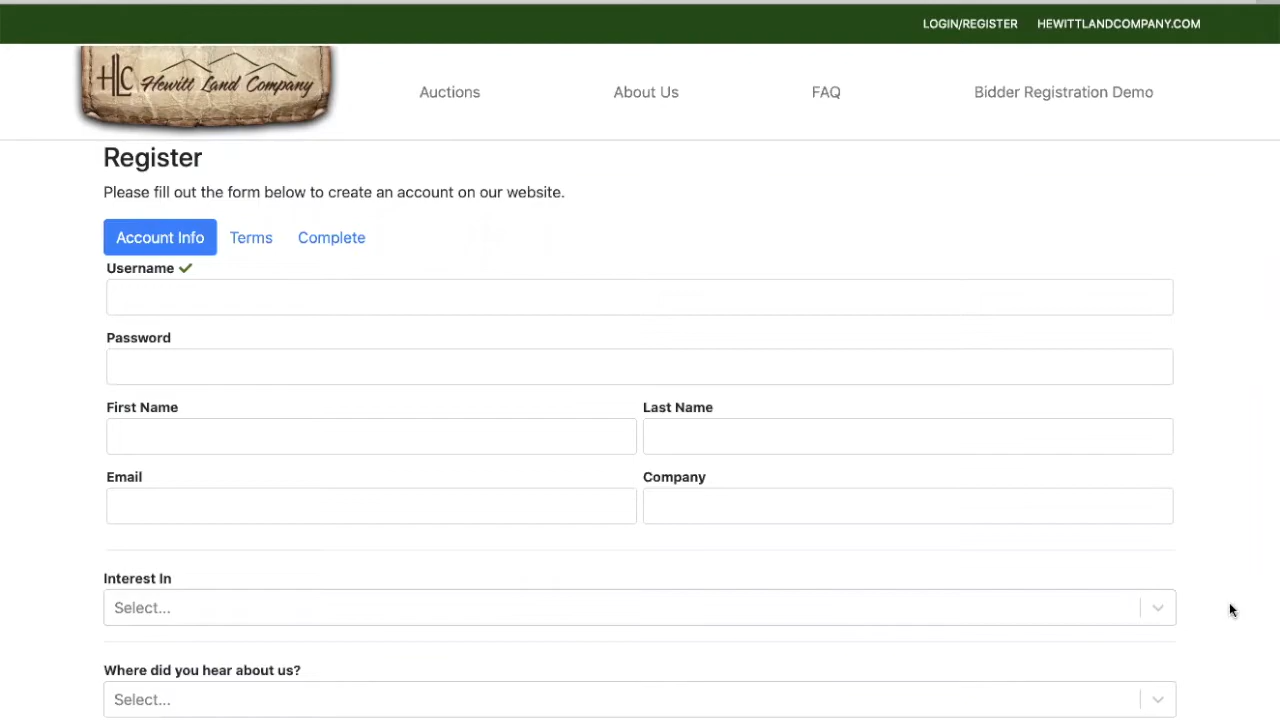 LOGIN/REGISTER HEWITTLANDCOMPANY.COM
HLC Hewitt Land Company
Auctions About Us FAQ Bidder Registration Demo
Register
Please fill out the form below to create an account on our website.
Account Info Terms Complete
Username
Password
First Name Last Name
Email Company
Interest In
Select...
Where did you hear about us?
Select...